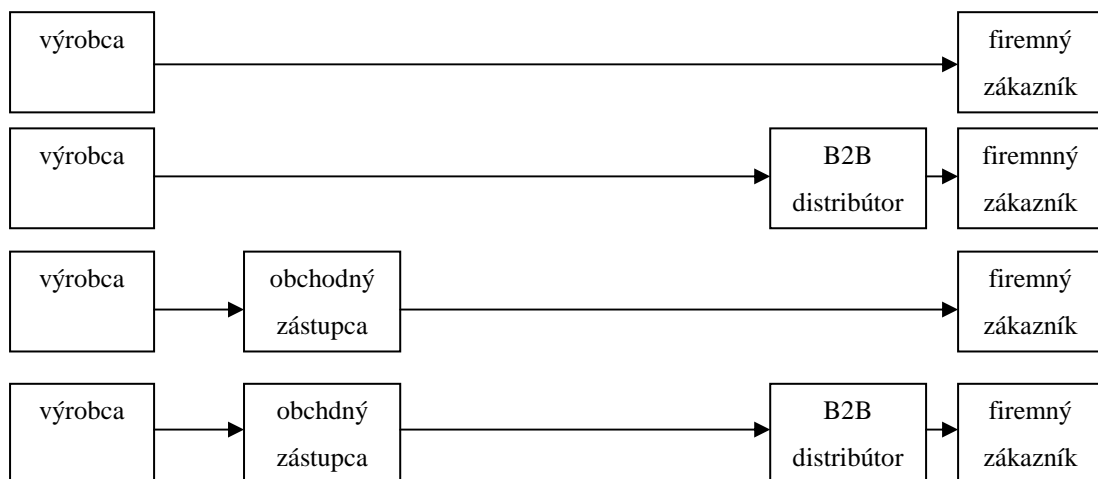 výrobca
firemný
zákazník
výrobca
B2B
distribútor
firemnný
zákazník
výrobca
obchodný
zástupca
firemný
zákazník
výrobca
obchdný
zástupca
B2B
distribútor
firemný
zákazník